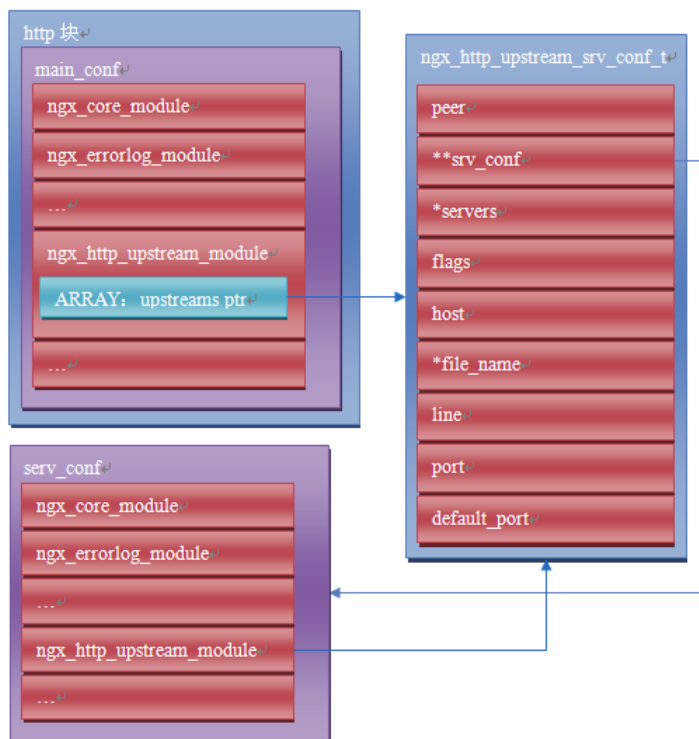 http 块
main_conf
ngx_core_module
ngx_errorlog_module
...
ngx_http_upstream_module
ARRAY：upstreams ptr
...
ngx_http_upstream_srv_conf_t
peer
**srv_conf
*servers
flags
host
*file_name
line
port
default_port
serv_conf
ngx_core_module
ngx_errorlog_module
...
ngx_http_upstream_module
...